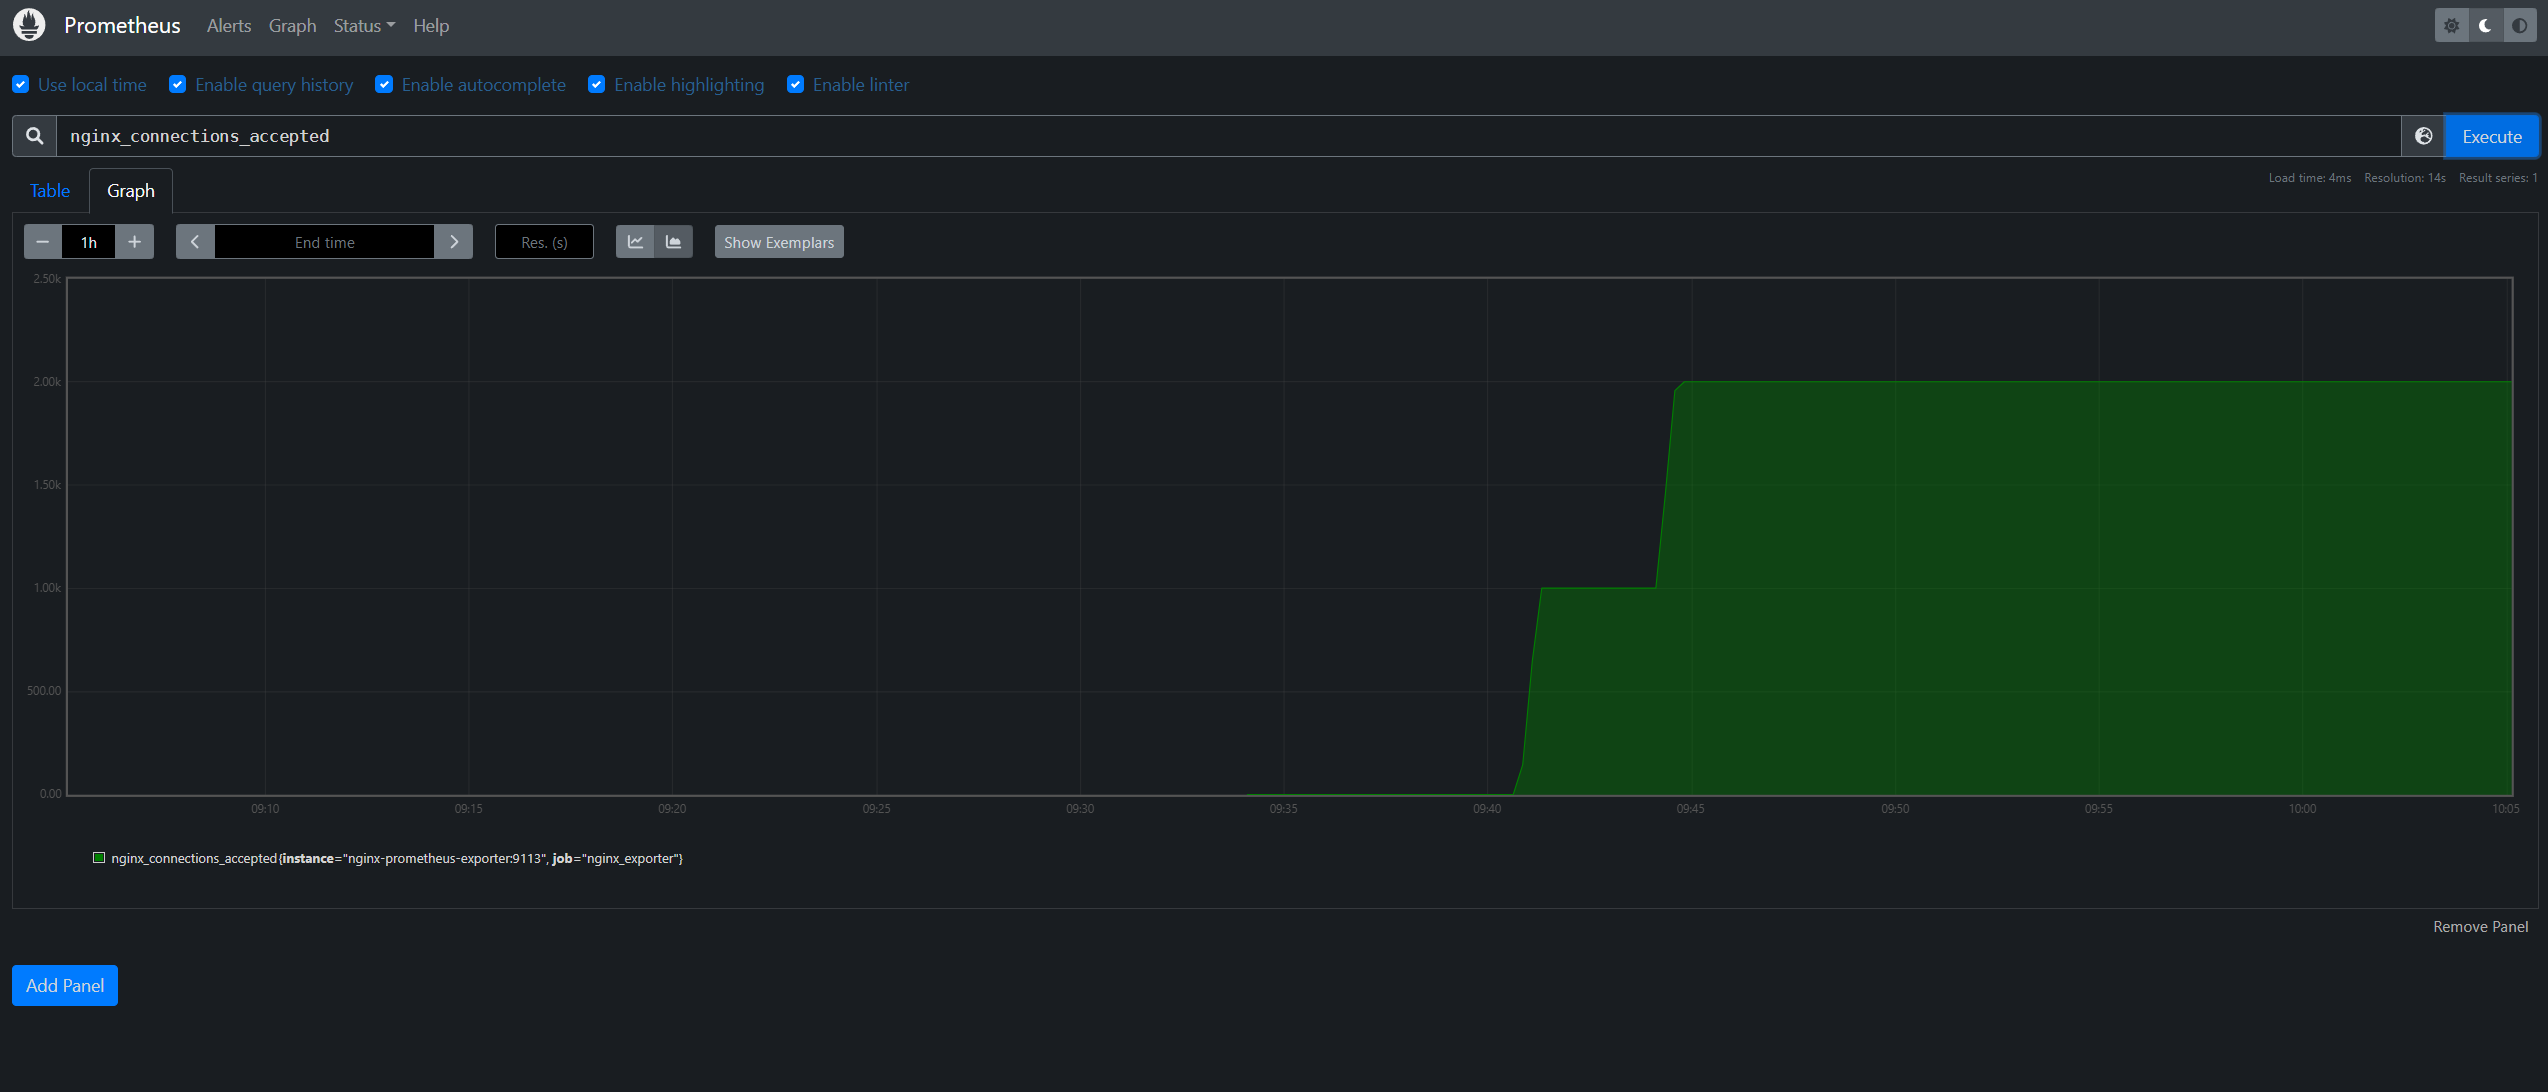 Prometheus Alerts Graph Status Help
Use local time Enable query history Enable autocomplete Enable highlighting Enable linter
nginx_connections_accepted Execute
Table Graph Load time: 4ms Resolution: 14s Result series: 1
− 1h + End time Res. (s) Show Exemplars
2.50k
2.00k
1.50k
1.00k
500.00
0.00
09:10 09:15 09:20 09:25 09:30 09:35 09:40 09:45 09:50 09:55 10:00 10:05
nginx_connections_accepted{instance="nginx-prometheus-exporter:9113", job="nginx_exporter"}
Remove Panel
Add Panel